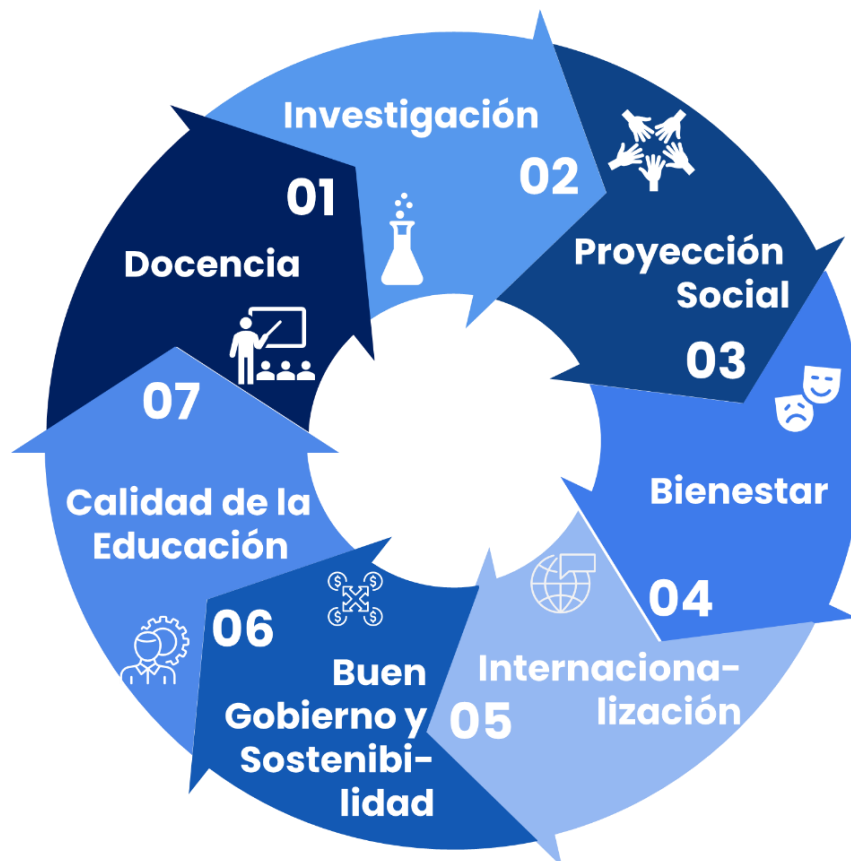 01
Docencia
Investigación
02
Proyección
Social
03
Bienestar
04
Internaciona-
lización
05
06
Buen
Gobierno y
Sostenibi-
lidad
07
Calidad de la
Educación
$ $
$ $